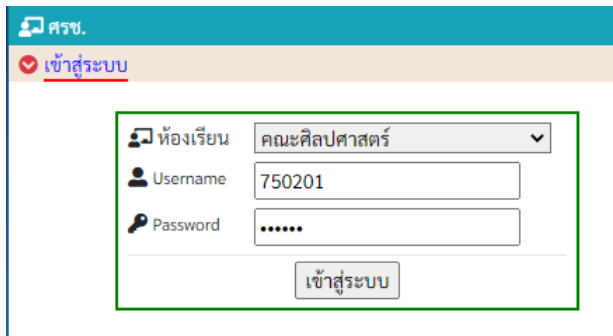 ศรช.
เข้าสู่ระบบ
ห้องเรียน คณะศิลปศาสตร์
Username 750201
Password ••••••
เข้าสู่ระบบ